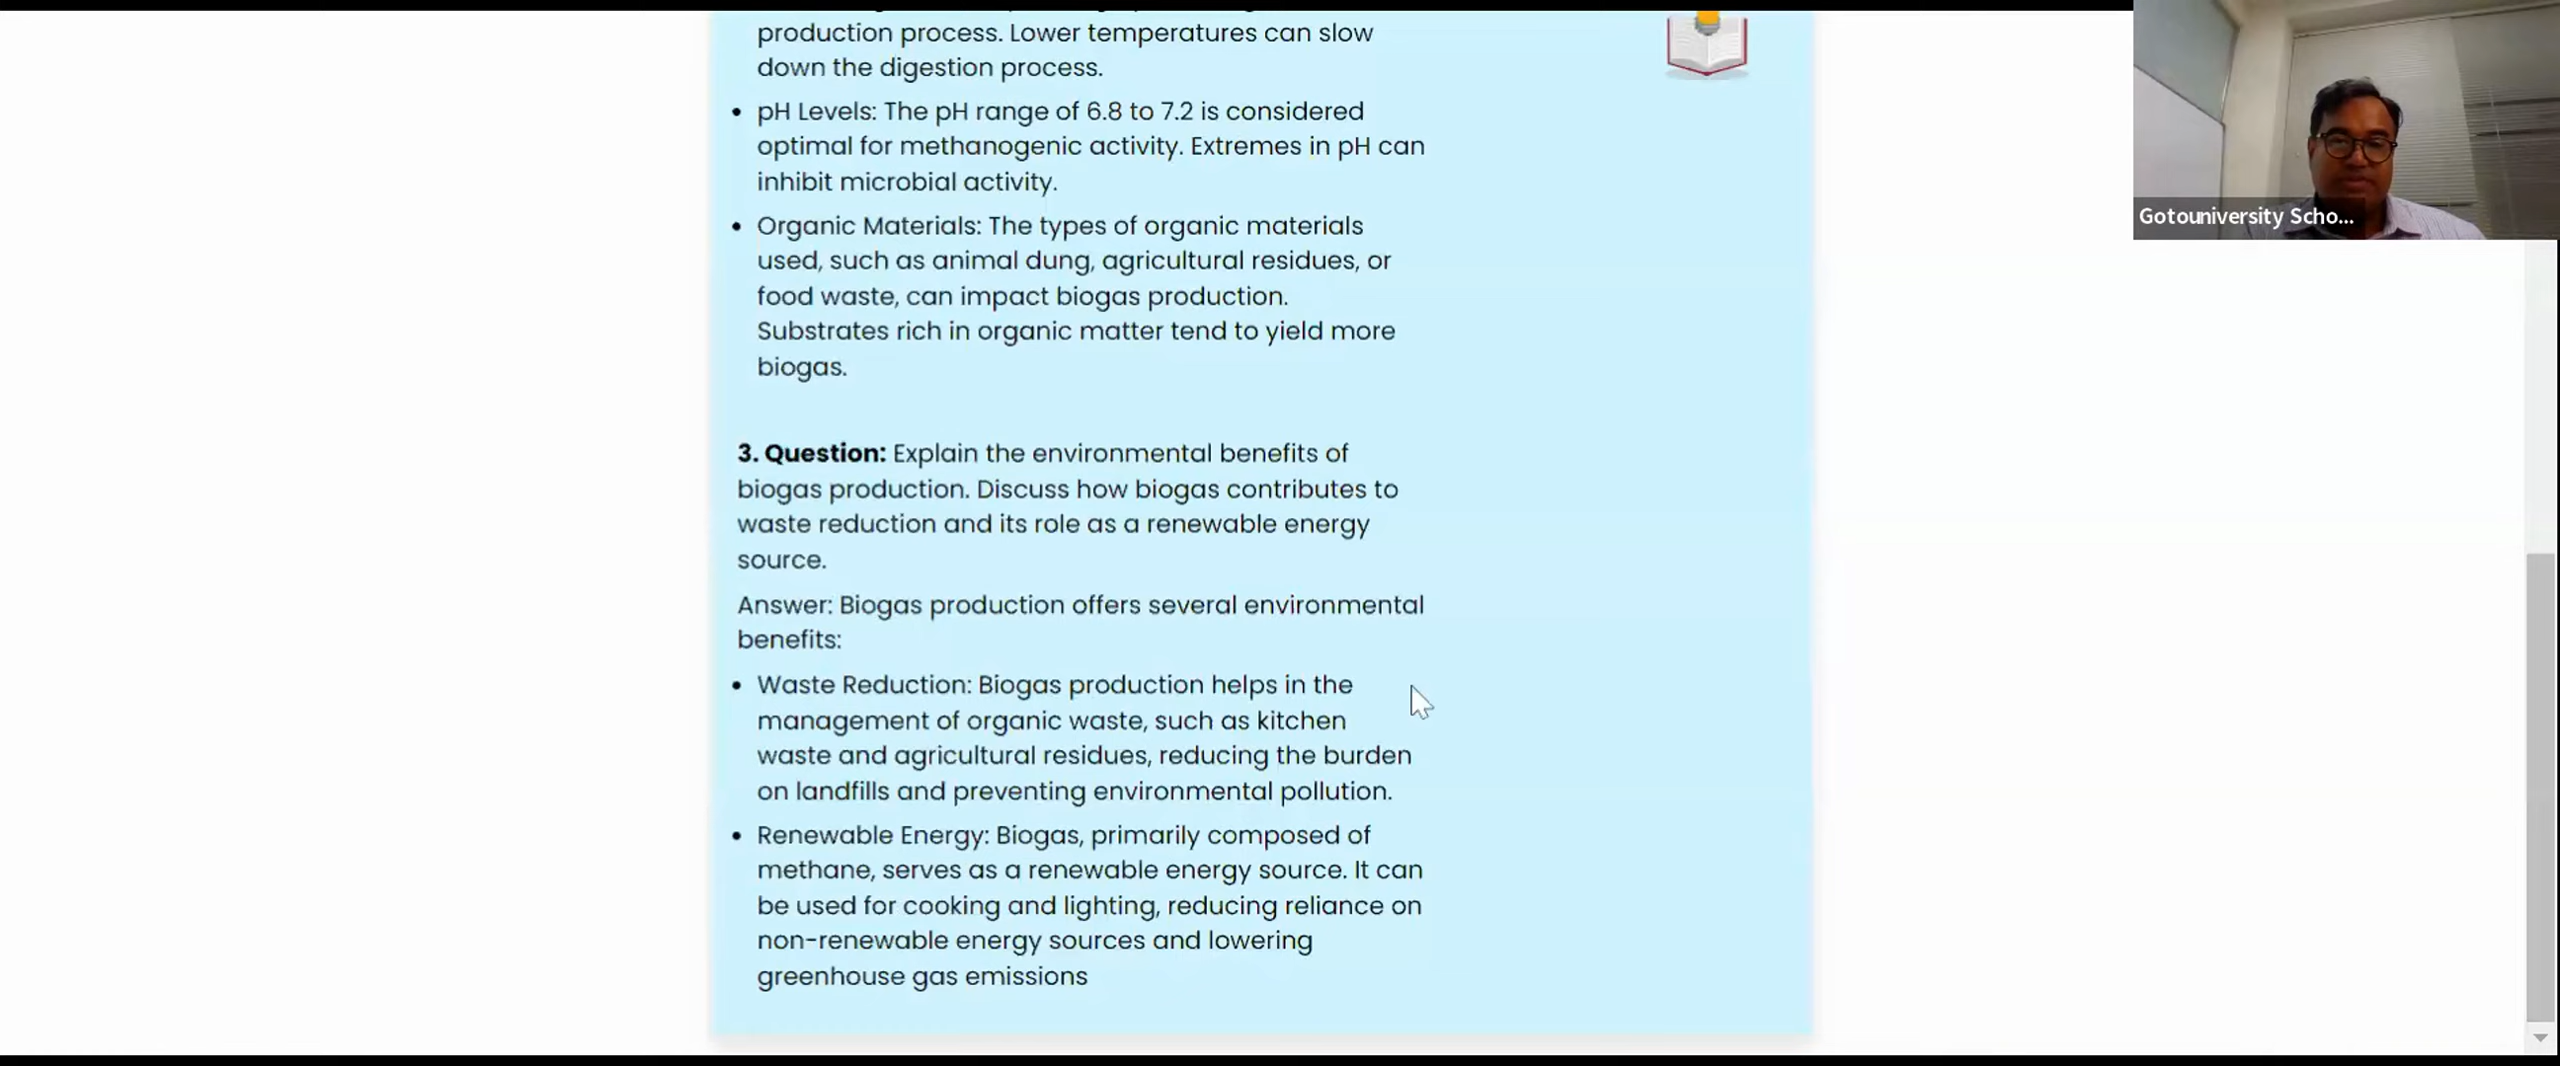 production process. Lower temperatures can slow
down the digestion process.
• pH Levels: The pH range of 6.8 to 7.2 is considered
optimal for methanogenic activity. Extremes in pH can
inhibit microbial activity.
• Organic Materials: The types of organic materials
used, such as animal dung, agricultural residues, or
food waste, can impact biogas production.
Substrates rich in organic matter tend to yield more
biogas.
3. Question: Explain the environmental benefits of
biogas production. Discuss how biogas contributes to
waste reduction and its role as a renewable energy
source.
Answer: Biogas production offers several environmental
benefits:
• Waste Reduction: Biogas production helps in the
management of organic waste, such as kitchen
waste and agricultural residues, reducing the burden
on landfills and preventing environmental pollution.
• Renewable Energy: Biogas, primarily composed of
methane, serves as a renewable energy source. It can
be used for cooking and lighting, reducing reliance on
non-renewable energy sources and lowering
greenhouse gas emissions
Gotouniversity Scho...